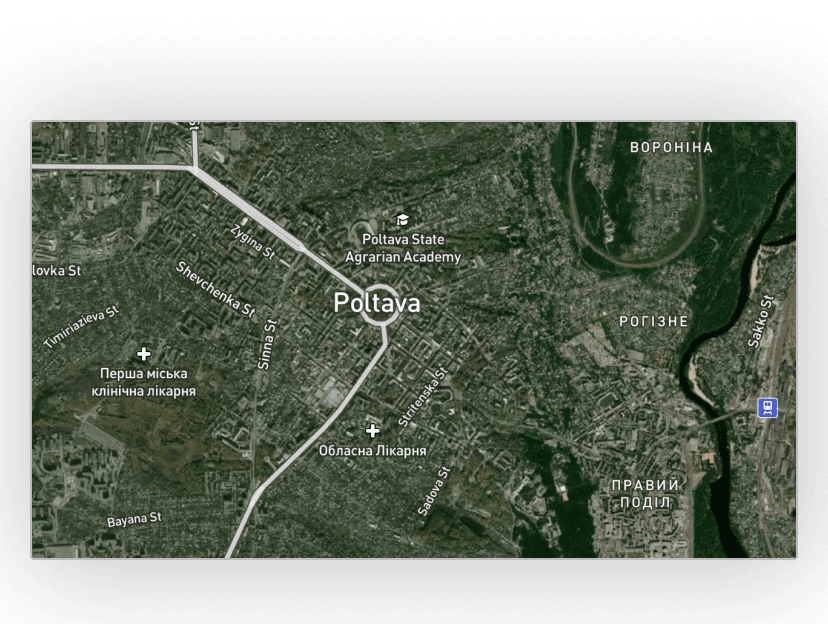 ВОРОНІНА
Zygina St
Poltava State
Agrarian Academy
lovka St
Shevchenka St
Poltava
Timiriazieva St
Sinna St
РОГІЗНЕ
Sakko St
Перша міська
клінічна лікарня
Stritenska St
Обласна Лікарня
Sadova St
ПРАВИЙ
ПОДІЛ
Bayana St